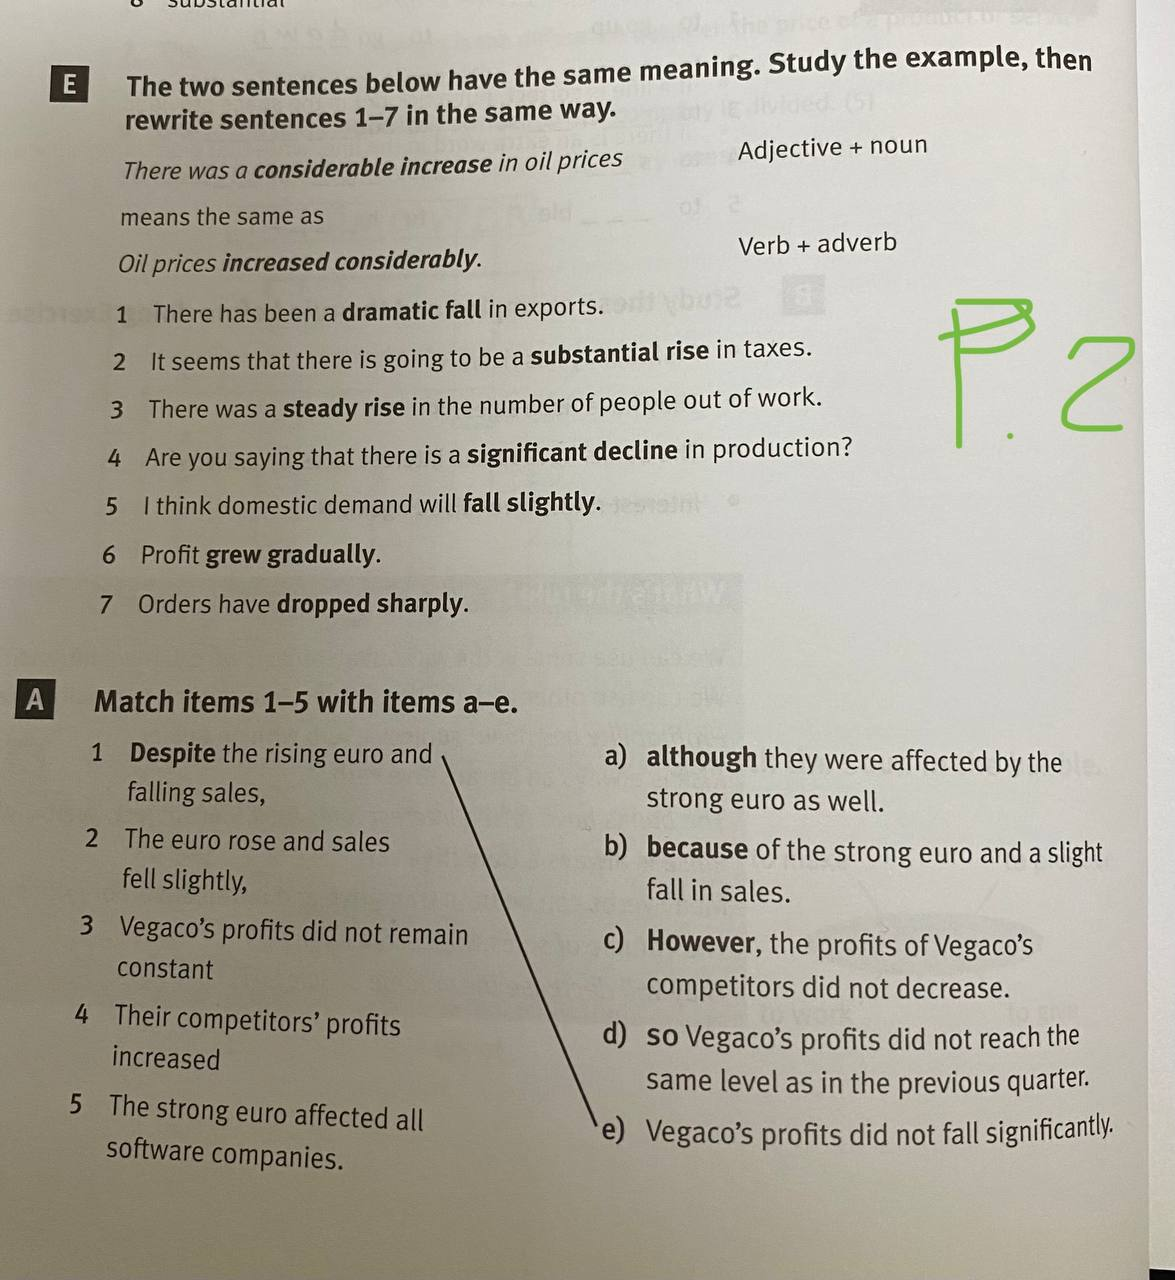 8 substantial
E The two sentences below have the same meaning. Study the example, then
rewrite sentences 1–7 in the same way.
There was a considerable increase in oil prices Adjective + noun
means the same as
Oil prices increased considerably. Verb + adverb
1 There has been a dramatic fall in exports.
2 It seems that there is going to be a substantial rise in taxes.
3 There was a steady rise in the number of people out of work.
4 Are you saying that there is a significant decline in production?
5 I think domestic demand will fall slightly.
6 Profit grew gradually.
7 Orders have dropped sharply.
P. 2
A Match items 1–5 with items a–e.
1 Despite the rising euro and
falling sales,
2 The euro rose and sales
fell slightly,
3 Vegaco's profits did not remain
constant
4 Their competitors' profits
increased
5 The strong euro affected all
software companies.
a) although they were affected by the
strong euro as well.
b) because of the strong euro and a slight
fall in sales.
c) However, the profits of Vegaco's
competitors did not decrease.
d) so Vegaco's profits did not reach the
same level as in the previous quarter.
e) Vegaco's profits did not fall significantly.